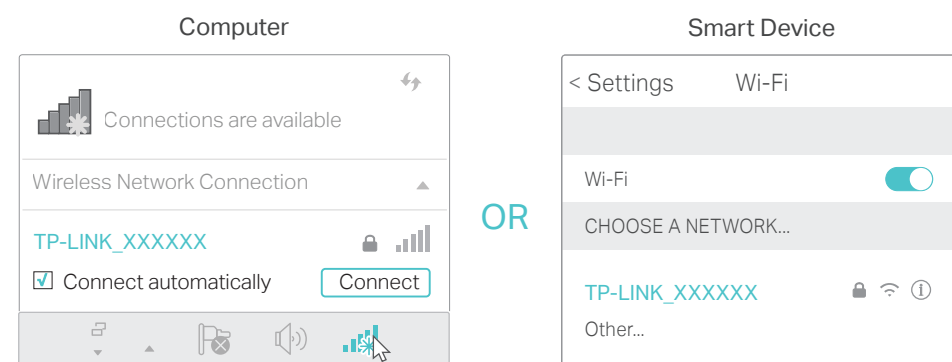 Computer
Connections are available
Wireless Network Connection
TP-LINK_XXXXXX
Connect automatically
Connect
OR
Smart Device
< Settings Wi-Fi
Wi-Fi
CHOOSE A NETWORK...
TP-LINK_XXXXXX
Other...